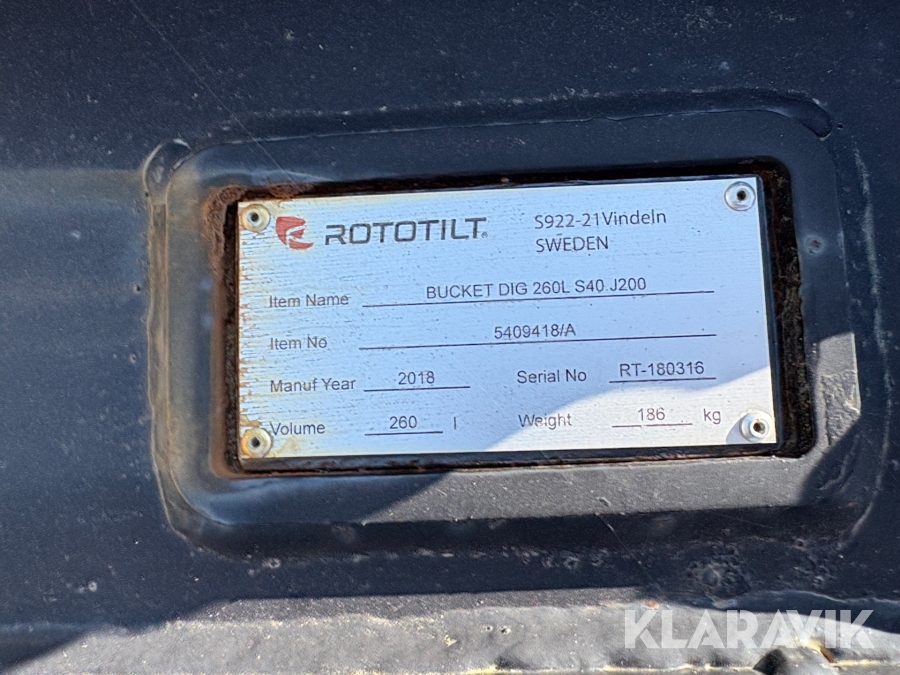 ROTOTILT®
S922-21Vindeln
SWEDEN
Item Name BUCKET DIG 260L S40 J200
Item No 5409418/A
Manuf Year 2018 Serial No RT-180316
Volume 260 l Weight 186 kg
KLARAVIK